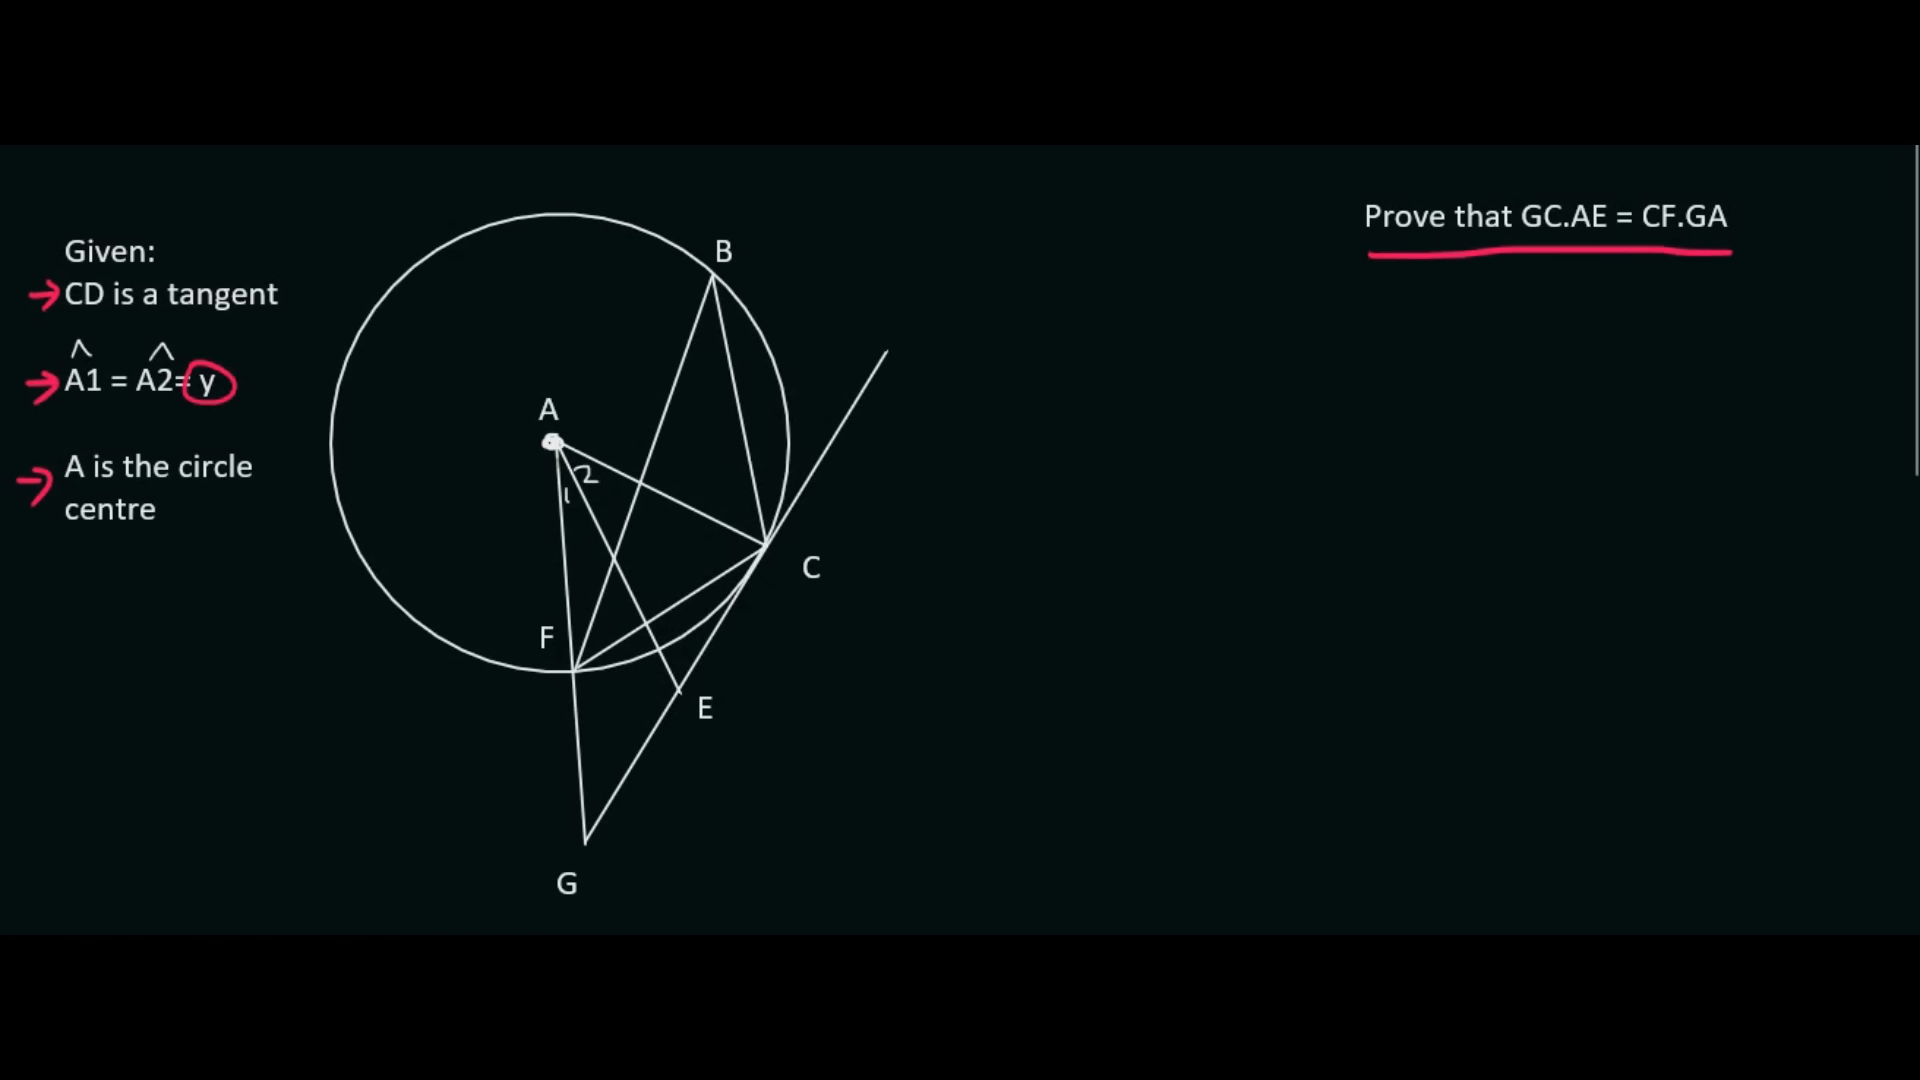 Prove that GC.AE = CF.GA
Given:
CD is a tangent
^ ^
A1 = A2= y
A is the circle
centre
B
A
2
1
C
F
E
G